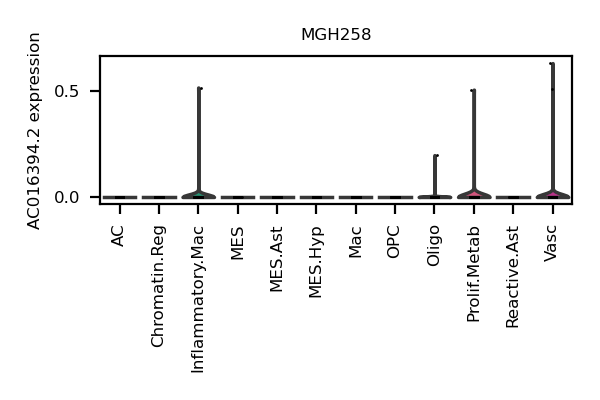 MGH258
AC016394.2 expression
0.5
0.0
AC
Chromatin.Reg
Inflammatory.Mac
MES
MES.Ast
MES.Hyp
Mac
OPC
Oligo
Prolif.Metab
Reactive.Ast
Vasc